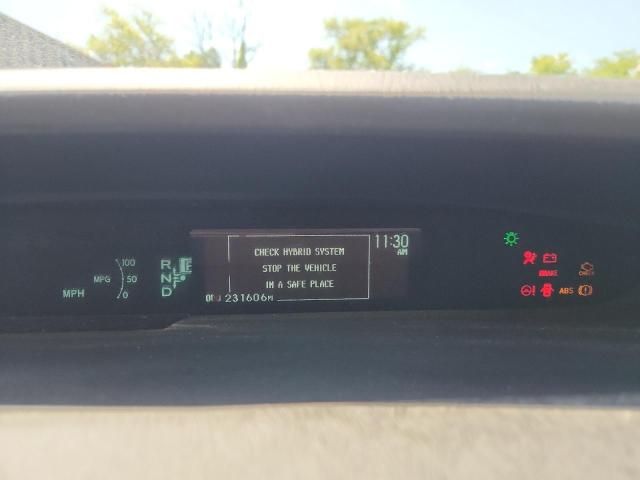 CHECK HYBRID SYSTEM
STOP THE VEHICLE
IN A SAFE PLACE
11:30
AM
231606
100
MPG 50
MPH 0
R
N
D
E
BRAKE
CHECK
ABS